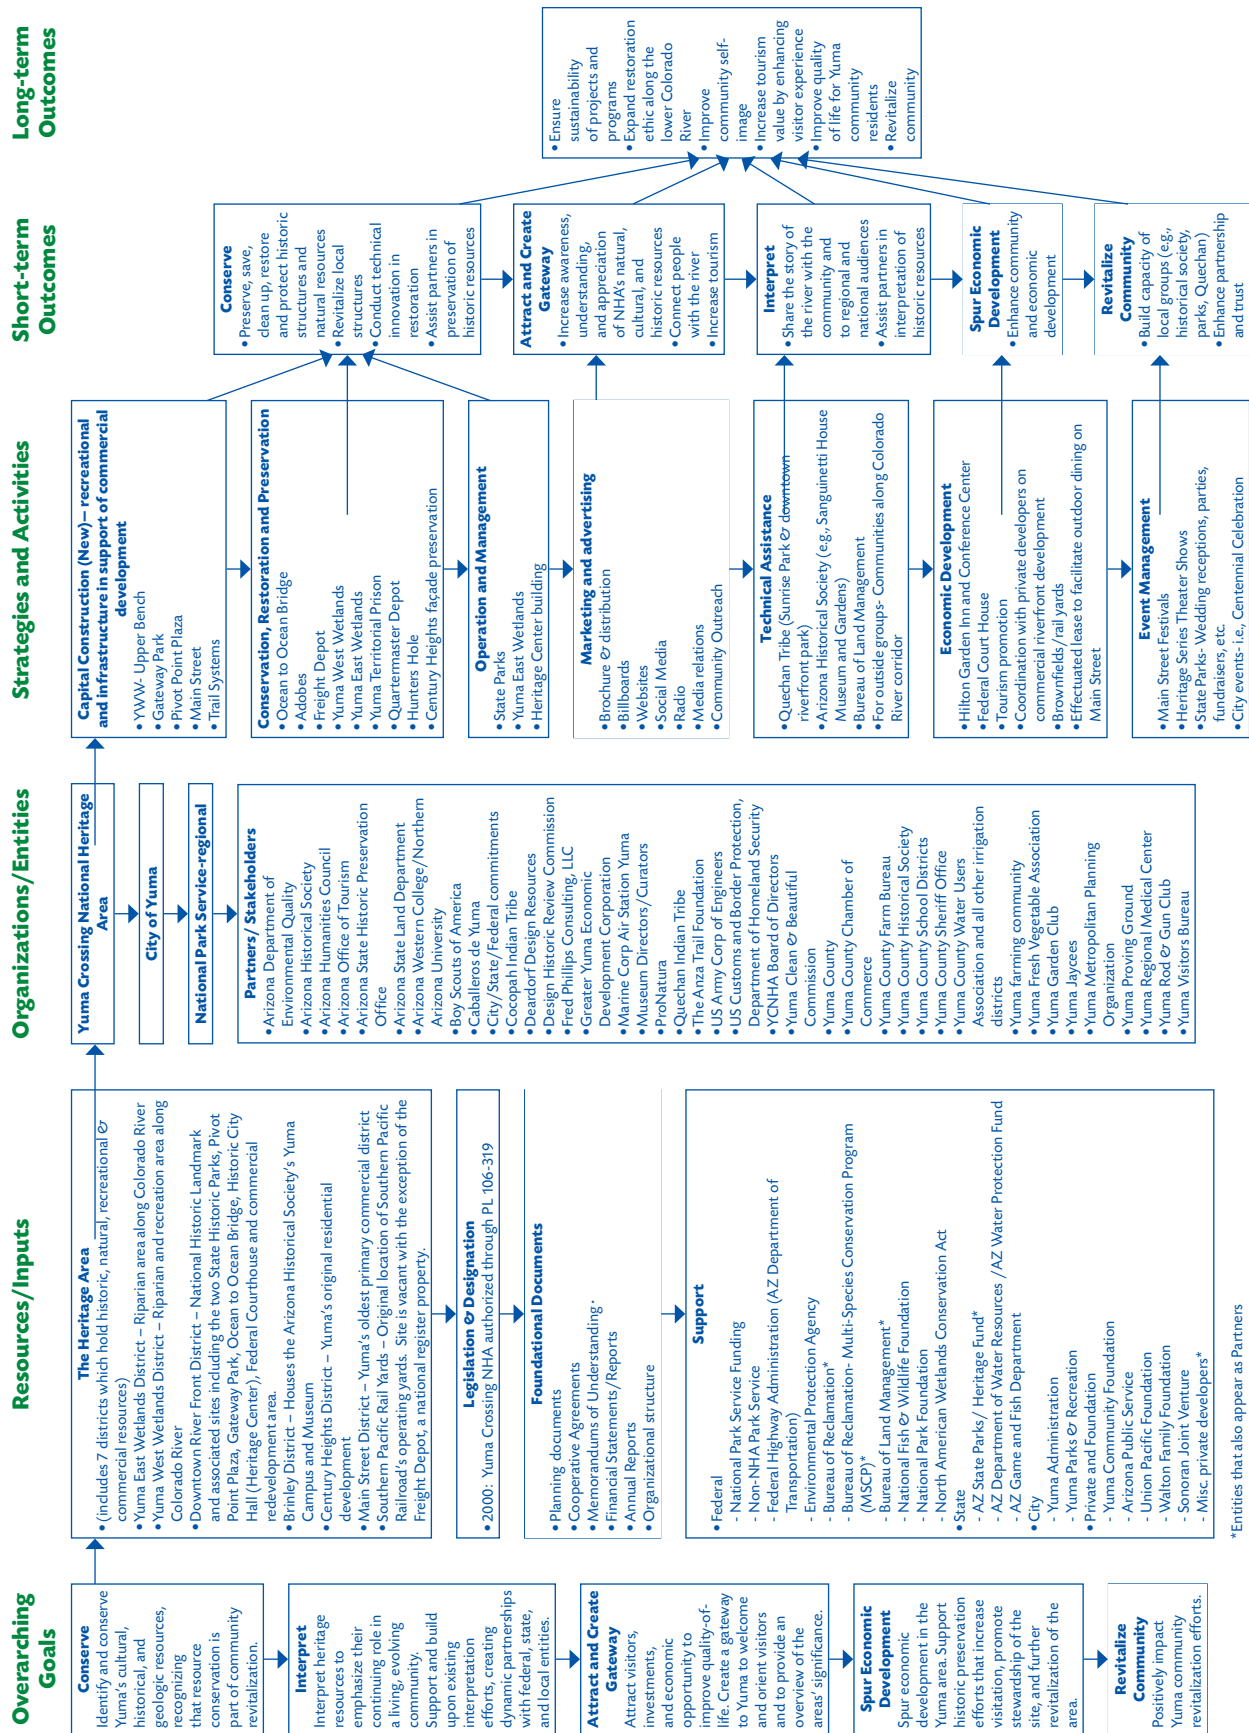 Overarching
Goals
Conserve
Identify and conserve
Yuma's cultural,
historical, and
geologic resources,
recognizing
that resource
conservation is
part of community
revitalization.
Interpret
Interpret heritage
resources to
emphasize their
continuing role in
a living, evolving
community.
Support and build
upon existing
interpretation
efforts, creating
dynamic partnerships
with federal, state,
and local entities.
Attract and Create
Gateway
Attract visitors,
investments,
and economic
opportunity to
improve quality-of-
life. Create a gateway
to Yuma to welcome
and orient visitors
and to provide an
overview of the
areas' significance.
Spur Economic
Development
Spur economic
development in the
Yuma area. Support
historic preservation
efforts that increase
visitation, promote
stewardship of the
site, and further
revitalization of the
area.
Revitalize
Community
Positively impact
Yuma community
revitalization efforts.
Resources/Inputs
The Heritage Area
• (includes 7 districts which hold historic, natural, recreational &
commercial resources)
• Yuma East Wetlands District – Riparian area along Colorado River
• Yuma West Wetlands District – Riparian and recreation area along
Colorado River
• Downtown River Front District – National Historic Landmark
and associated sites including the two State Historic Parks, Pivot
Point Plaza, Gateway Park, Ocean to Ocean Bridge, Historic City
Hall (Heritage Center), Federal Courthouse and commercial
redevelopment area.
• Brinley District – Houses the Arizona Historical Society's Yuma
Campus and Museum
• Century Heights District – Yuma's original residential
development
• Main Street District – Yuma's oldest primary commercial district
• Southern Pacific Rail Yards – Original location of Southern Pacific
Railroad's operating yards. Site is vacant with the exception of the
Freight Depot, a national register property.
Legislation & Designation
• 2000: Yuma Crossing NHA authorized through PL 106-319
Foundational Documents
• Planning documents
• Cooperative Agreements
• Memorandums of Understanding •
• Financial Statements/Reports
• Annual Reports
• Organizational structure
Support
• Federal
- National Park Service Funding
- Non-NHA Park Service
- Federal Highway Administration (AZ Department of
Transportation)
- Environmental Protection Agency
- Bureau of Reclamation*
- Bureau of Reclamation- Multi-Species Conservation Program
(MSCP)*
- Bureau of Land Management*
- National Fish & Wildlife Foundation
- National Park Foundation
- North American Wetlands Conservation Act
• State
- AZ State Parks/ Heritage Fund*
- AZ Department of Water Resources /AZ Water Protection Fund
- AZ Game and Fish Department
• City
- Yuma Administration
- Yuma Parks & Recreation
• Private and Foundation
- Yuma Community Foundation
- Arizona Public Service
- Union Pacific Foundation
- Walton Family Foundation
- Sonoran Joint Venture
- Misc. private developers*
*Entities that also appear as Partners
Organizations/Entities
Yuma Crossing National Heritage
Area
City of Yuma
National Park Service-regional
Partners/ Stakeholders
• Arizona Department of
Environmental Quality
• Arizona Historical Society
• Arizona Humanities Council
• Arizona Office of Tourism
• Arizona State Historic Preservation
Office
• Arizona State Land Department
• Arizona Western College/Northern
Arizona University
• Boy Scouts of America
• Caballeros de Yuma
• City/State/Federal commitments
• Cocopah Indian Tribe
• Deardorf Design Resources
• Design Historic Review Commission
• Fred Phillips Consulting, LLC
• Greater Yuma Economic
Development Corporation
• Marine Corp Air Station Yuma
• Museum Directors/Curators
• ProNatura
• Quechan Indian Tribe
• The Anza Trail Foundation
• US Army Corp of Engineers
• US Customs and Border Protection,
Department of Homeland Security
• YCNHA Board of Directors
• Yuma Clean & Beautiful
Commission
• Yuma County
• Yuma County Chamber of
Commerce
• Yuma County Farm Bureau
• Yuma County Historical Society
• Yuma County School Districts
• Yuma County Sheriff Office
• Yuma County Water Users
Association and all other irrigation
districts
• Yuma farming community
• Yuma Fresh Vegetable Association
• Yuma Garden Club
• Yuma Jaycees
• Yuma Metropolitan Planning
Organization
• Yuma Proving Ground
• Yuma Regional Medical Center
• Yuma Rod & Gun Club
• Yuma Visitors Bureau
Strategies and Activities
Capital Construction (New)– recreational
and infrastructure in support of commercial
development
• YWW- Upper Bench
• Gateway Park
• Pivot Point Plaza
• Main Street
• Trail Systems
Conservation, Restoration and Preservation
• Ocean to Ocean Bridge
• Adobes
• Freight Depot
• Yuma West Wetlands
• Yuma East Wetlands
• Yuma Territorial Prison
• Quartermaster Depot
• Hunters Hole
• Century Heights façade preservation
Operation and Management
• State Parks
• Yuma East Wetlands
• Heritage Center building
Marketing and advertising
• Brochure & distribution
• Billboards
• Websites
• Social Media
• Radio
• Media relations
• Community Outreach
Technical Assistance
• Quechan Tribe (Sunrise Park & downtown
riverfront park)
• Arizona Historical Society (e.g., Sanguinetti House
Museum and Gardens)
• Bureau of Land Management
• For outside groups- Communities along Colorado
River corridor
Economic Development
• Hilton Garden Inn and Conference Center
• Federal Court House
• Tourism promotion
• Coordination with private developers on
commercial riverfront development
• Brownfields/rail yards
• Effectuated lease to facilitate outdoor dining on
Main Street
Event Management
• Main Street Festivals
• Heritage Series Theater Shows
• State Parks- Wedding receptions, parties,
fundraisers, etc.
• City events- i.e., Centennial Celebration
Short-term
Outcomes
Conserve
• Preserve, save,
clean up, restore
and protect historic
structures and
natural resources
• Revitalize local
structures
• Conduct technical
innovation in
restoration
• Assist partners in
preservation of
historic resources
Attract and Create
Gateway
• Increase awareness,
understanding,
and appreciation
of NHA's natural,
cultural, and
historic resources
• Connect people
with the river
• Increase tourism
Interpret
• Share the story of
the river with the
community and
to regional and
national audiences
• Assist partners in
interpretation of
historic resources
Spur Economic
Development
• Enhance community
and economic
development
Revitalize
Community
• Build capacity of
local groups (e.g.,
historical society,
parks, Quechan)
• Enhance partnership
and trust
Long-term
Outcomes
• Ensure
sustainability
of projects and
programs
• Expand restoration
ethic along the
lower Colorado
River
• Improve
community self-
image
• Increase tourism
value by enhancing
visitor experience
• Improve quality
of life for Yuma
community
residents
• Revitalize
community